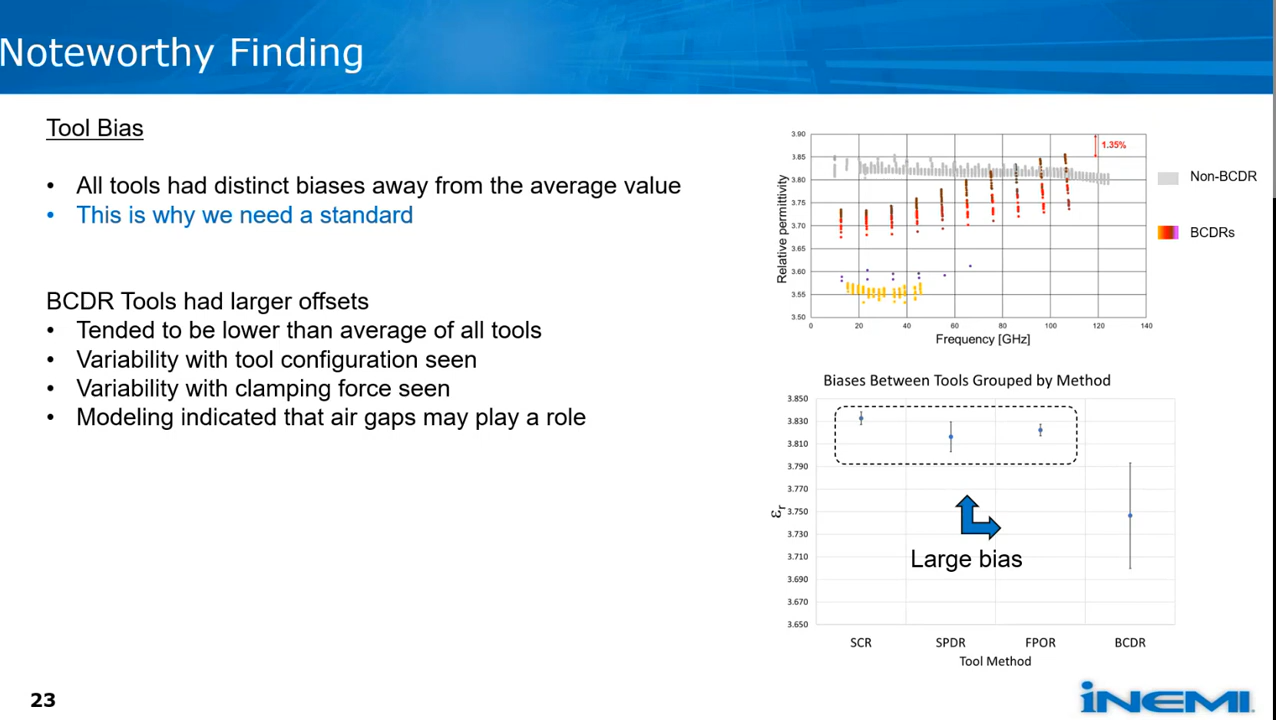 Noteworthy Finding
Tool Bias
• All tools had distinct biases away from the average value
• This is why we need a standard
BCDR Tools had larger offsets
• Tended to be lower than average of all tools
• Variability with tool configuration seen
• Variability with clamping force seen
• Modeling indicated that air gaps may play a role
3.90
3.85
3.80
3.75
3.70
3.65
3.60
3.55
3.50
Relative permittivity
1.35%
0 20 40 60 80 100 120 140
Frequency [GHz]
Non-BCDR
BCDRs
Biases Between Tools Grouped by Method
3.850
3.830
3.810
3.790
3.770
3.750
3.730
3.710
3.690
3.670
3.650
εr
Large bias
SCR SPDR FPOR BCDR
Tool Method
23
iNEMI.